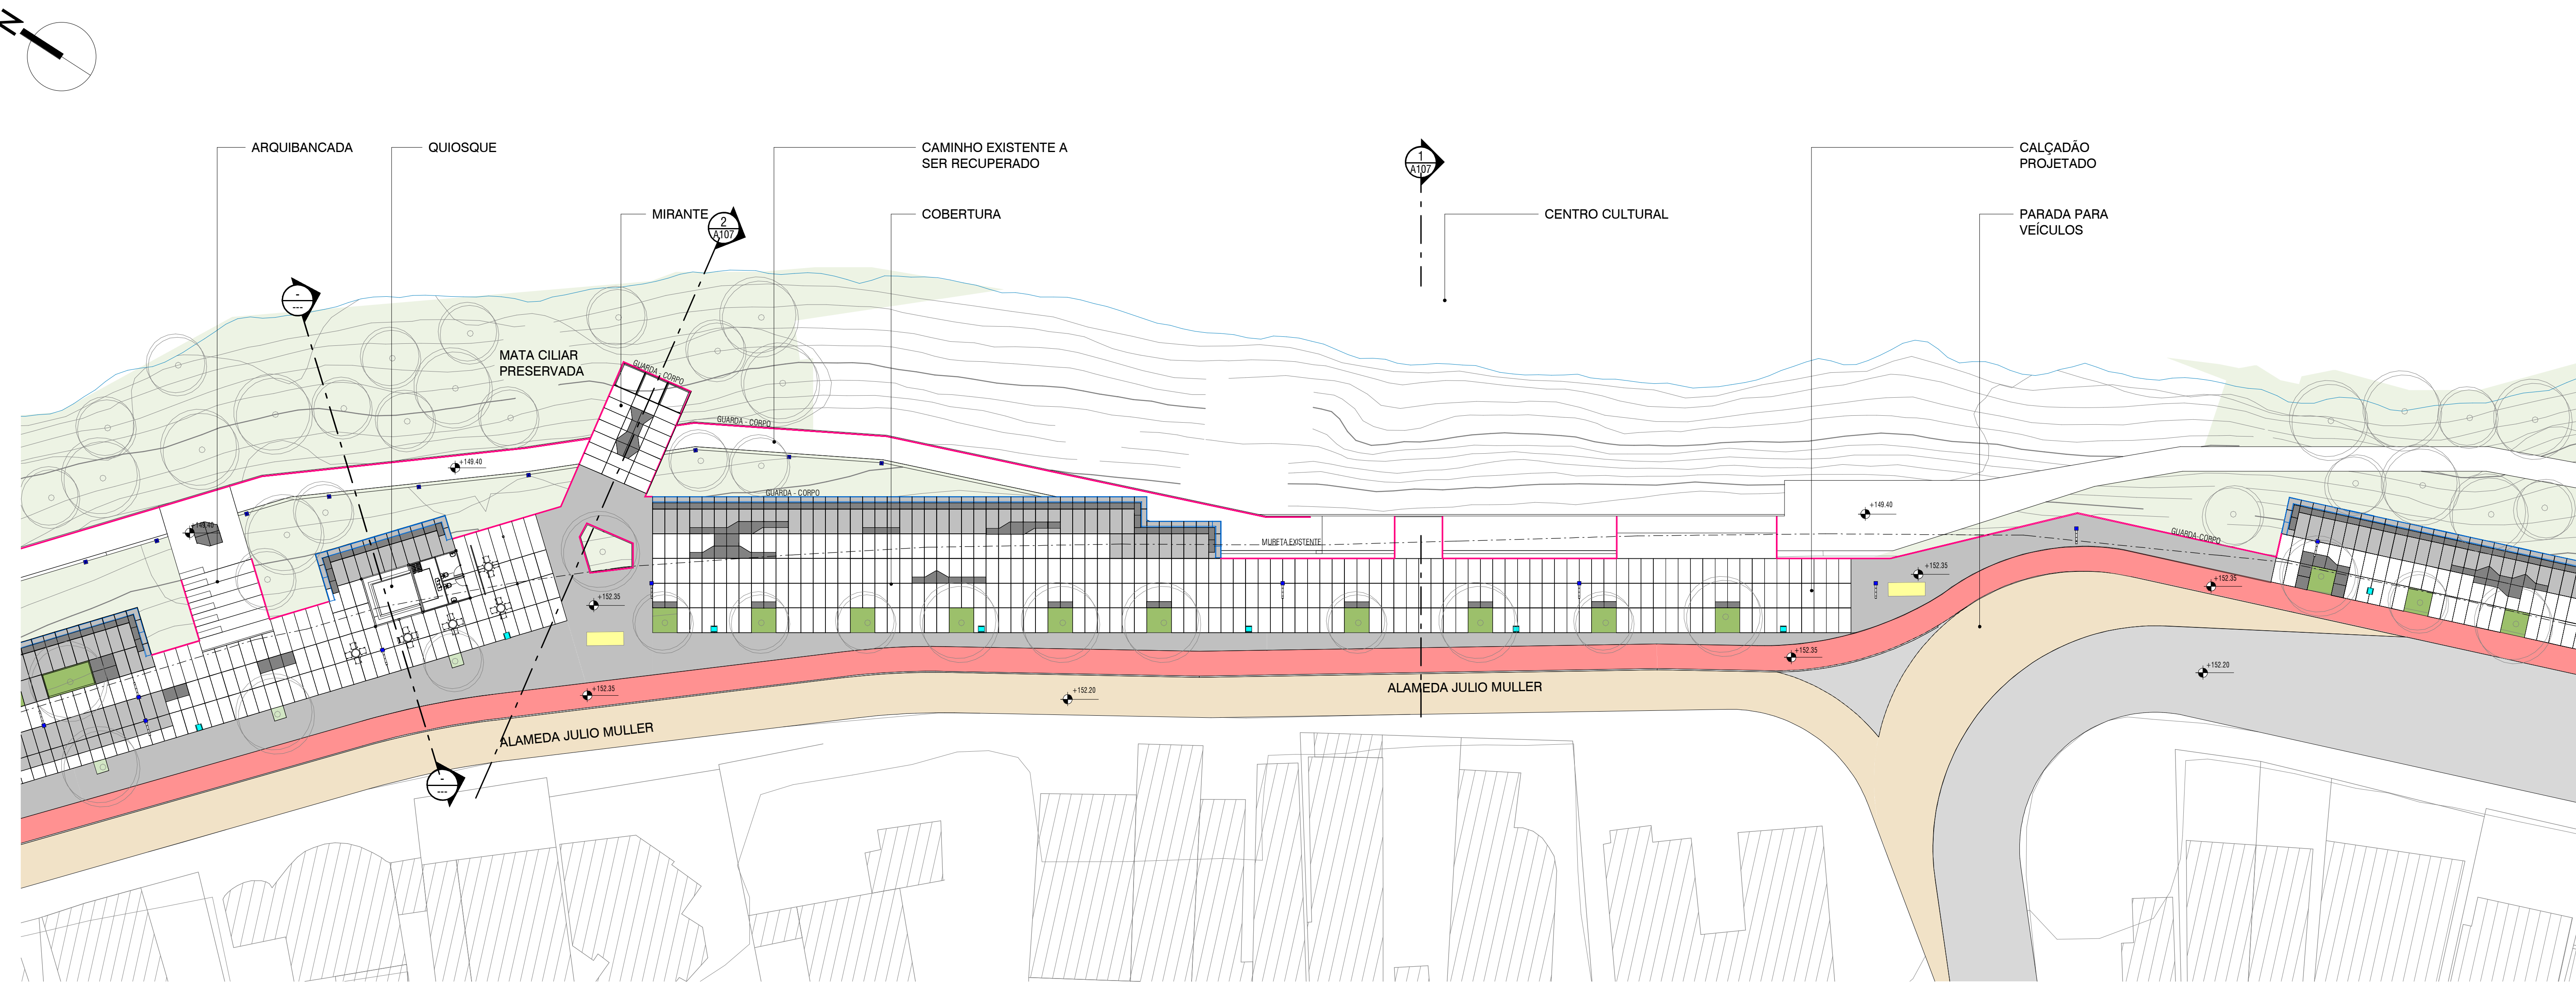 N
ARQUIBANCADA
QUIOSQUE
CAMINHO EXISTENTE A
SER RECUPERADO
1
A107
CALÇADÃO
PROJETADO
MIRANTE
2
A107
COBERTURA
CENTRO CULTURAL
PARADA PARA
VEÍCULOS
-
---
MATA CILIAR
PRESERVADA
GUARDA - CORPO
GUARDA - CORPO
+149.40
GUARDA - CORPO
+149.40
+149.40
GUARDA-CORPO
MURETA EXISTENTE
+152.35
+152.35
+152.35
+152.35
+152.20
+152.35
+152.20
ALAMEDA JULIO MULLER
ALAMEDA JULIO MULLER
-
---